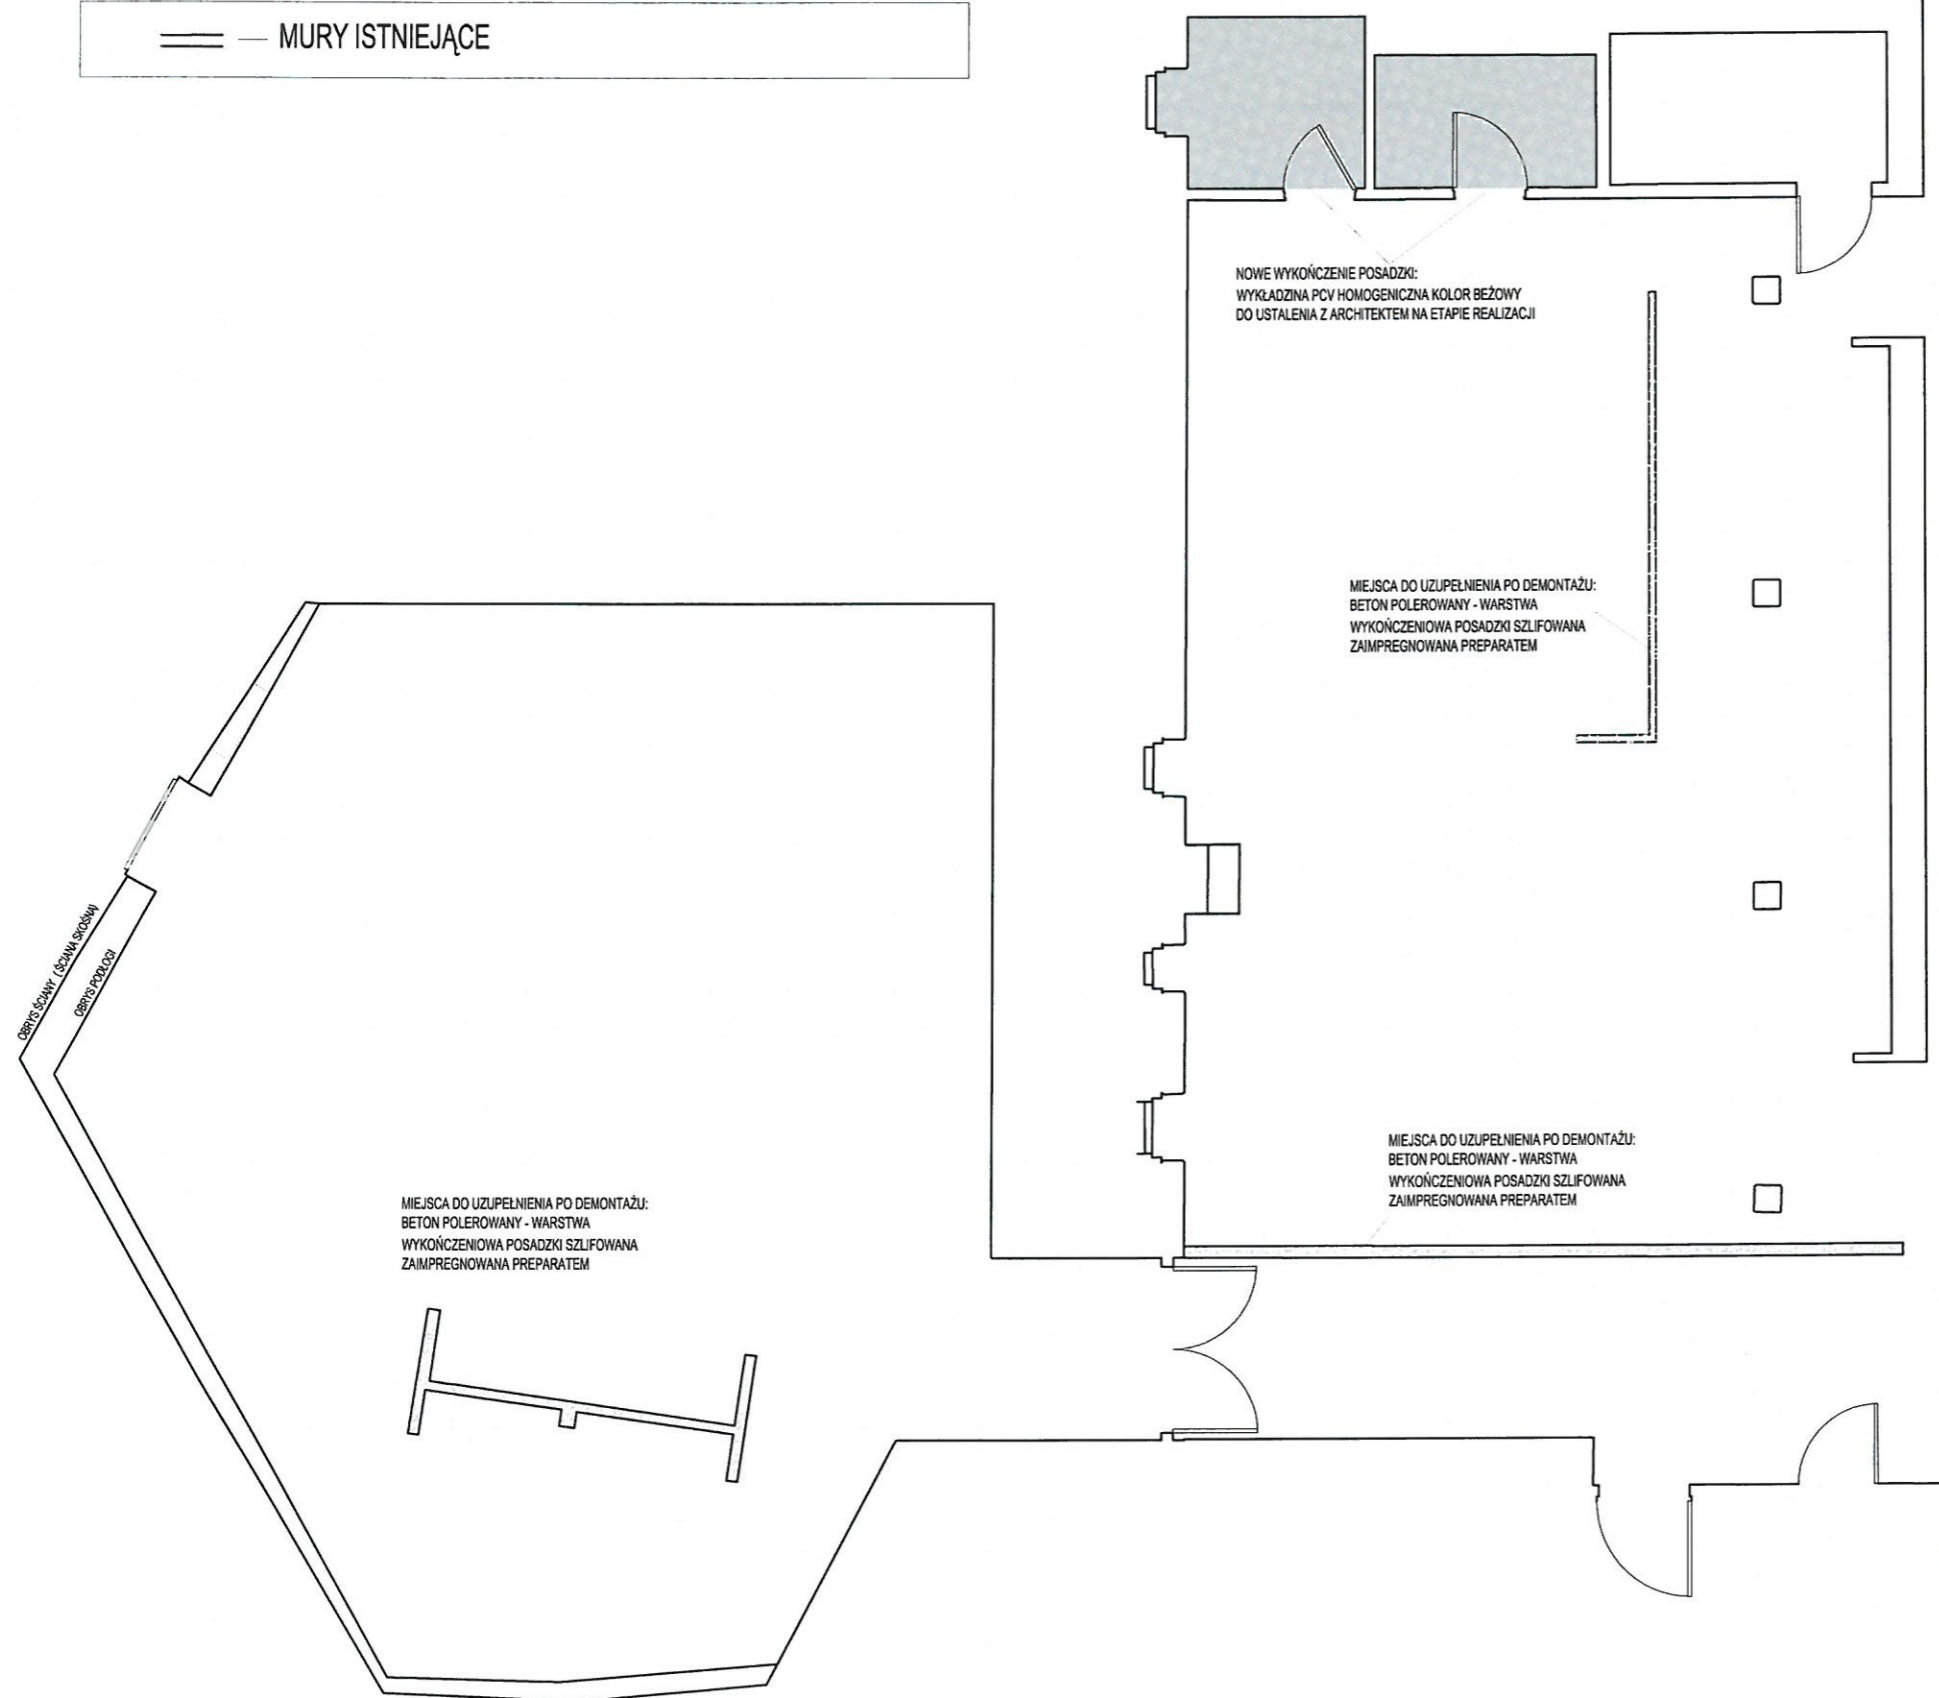 MURY ISTNIEJĄCE
NOWE WYKOŃCZENIE POSADZKI:
WYKŁADZINA PCV HOMOGENICZNA KOLOR BEŻOWY
DO USTALENIA Z ARCHITEKTEM NA ETAPIE REALIZACJI
MIEJSCA DO UZUPEŁNIENIA PO DEMONTAŻU:
BETON POLEROWANY - WARSTWA
WYKOŃCZENIOWA POSADZKI SZLIFOWANA
ZAIMPREGNOWANA PREPARATEM
OBRYS ŚCIANY (ŚCIANA SKOŚNA)
OBRYS PODŁOGI
MIEJSCA DO UZUPEŁNIENIA PO DEMONTAŻU:
BETON POLEROWANY - WARSTWA
WYKOŃCZENIOWA POSADZKI SZLIFOWANA
ZAIMPREGNOWANA PREPARATEM
MIEJSCA DO UZUPEŁNIENIA PO DEMONTAŻU:
BETON POLEROWANY - WARSTWA
WYKOŃCZENIOWA POSADZKI SZLIFOWANA
ZAIMPREGNOWANA PREPARATEM